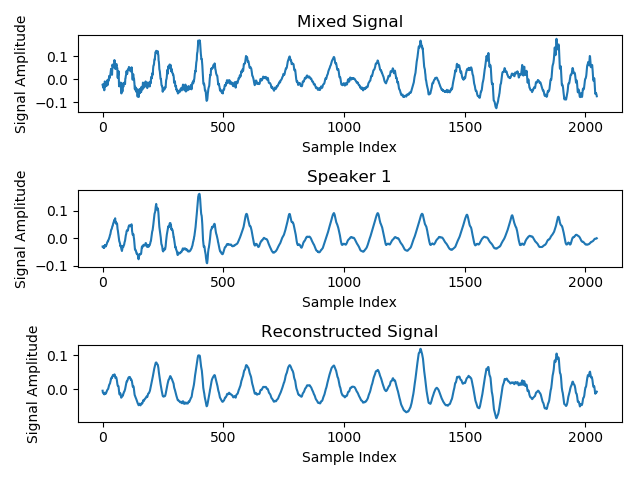 Mixed Signal
Signal Amplitude
0.1
0.0
−0.1
0 500 1000 1500 2000
Sample Index
Speaker 1
Signal Amplitude
0.1
0.0
−0.1
0 500 1000 1500 2000
Sample Index
Reconstructed Signal
Signal Amplitude
0.1
0.0
0 500 1000 1500 2000
Sample Index